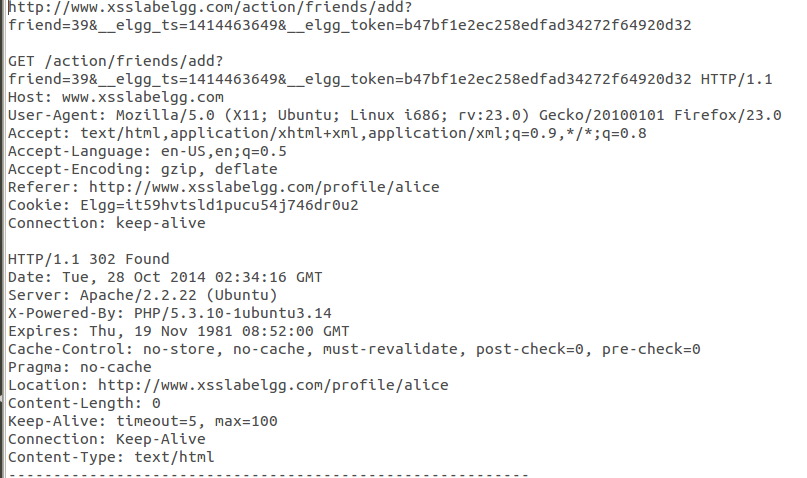 http://www.xsslabelgg.com/action/friends/add?
friend=39&__elgg_ts=1414463649&__elgg_token=b47bf1e2ec258edfad34272f64920d32
GET /action/friends/add?
friend=39&__elgg_ts=1414463649&__elgg_token=b47bf1e2ec258edfad34272f64920d32 HTTP/1.1
Host: www.xsslabelgg.com
User-Agent: Mozilla/5.0 (X11; Ubuntu; Linux i686; rv:23.0) Gecko/20100101 Firefox/23.0
Accept: text/html,application/xhtml+xml,application/xml;q=0.9,*/*;q=0.8
Accept-Language: en-US,en;q=0.5
Accept-Encoding: gzip, deflate
Referer: http://www.xsslabelgg.com/profile/alice
Cookie: Elgg=it59hvtsld1pucu54j746dr0u2
Connection: keep-alive
HTTP/1.1 302 Found
Date: Tue, 28 Oct 2014 02:34:16 GMT
Server: Apache/2.2.22 (Ubuntu)
X-Powered-By: PHP/5.3.10-1ubuntu3.14
Expires: Thu, 19 Nov 1981 08:52:00 GMT
Cache-Control: no-store, no-cache, must-revalidate, post-check=0, pre-check=0
Pragma: no-cache
Location: http://www.xsslabelgg.com/profile/alice
Content-Length: 0
Keep-Alive: timeout=5, max=100
Connection: Keep-Alive
Content-Type: text/html
----------------------------------------------------------